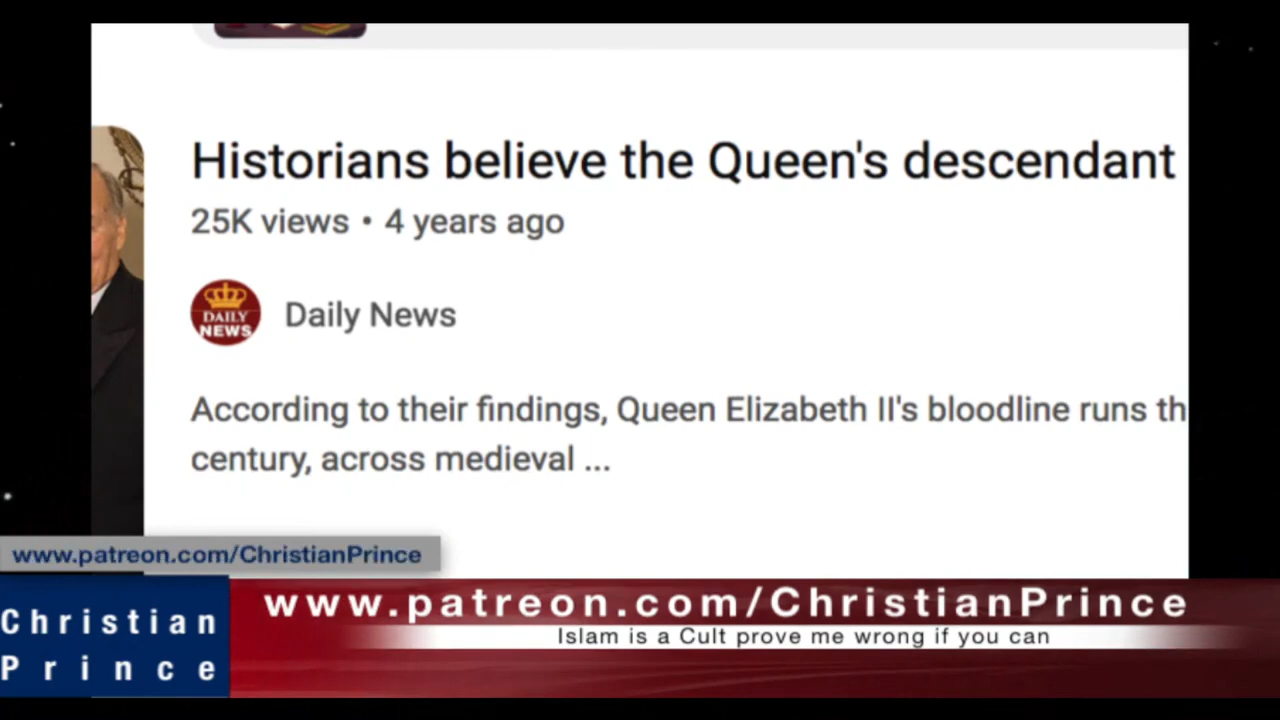 Historians believe the Queen's descendant
25K views • 4 years ago
DAILY
NEWS
Daily News
According to their findings, Queen Elizabeth II's bloodline runs th
century, across medieval ...
www.patreon.com/ChristianPrince
Christian
Prince
www.patreon.com/ChristianPrince
Islam is a Cult prove me wrong if you can